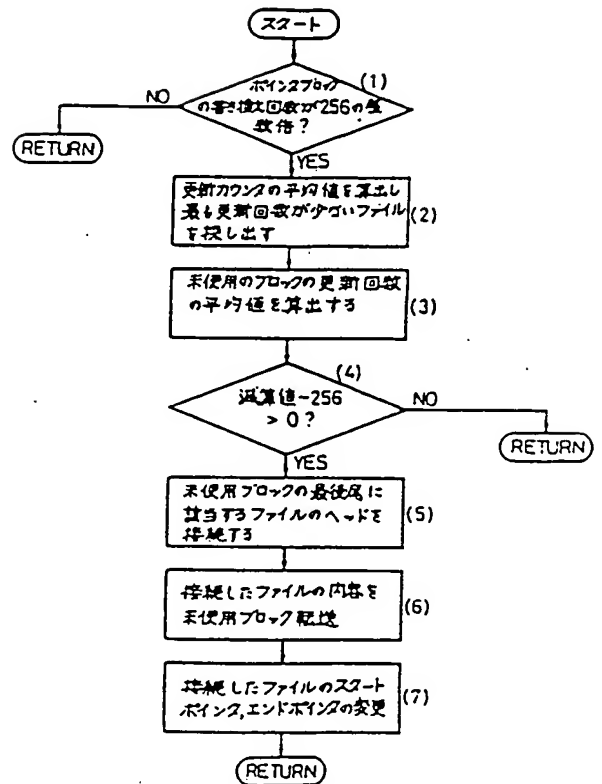 スタート
(1)
ポインタブロック
の書き換え回数が256の整
数倍?
NO
RETURN
YES
更新カウンタの平均値を算出し
最も更新回数が少ないファイル
を探し出す
(2)
未使用のブロックの更新回数
の平均値を算出する
(3)
(4)
減算値-256
> 0?
NO
RETURN
YES
未使用ブロックの最後尾に
該当するファイルのヘッドを
接続する
(5)
接続したファイルの内容を
未使用ブロック転送
(6)
接続したファイルのスタート
ポインタ,エンドポインタの変更
(7)
RETURN